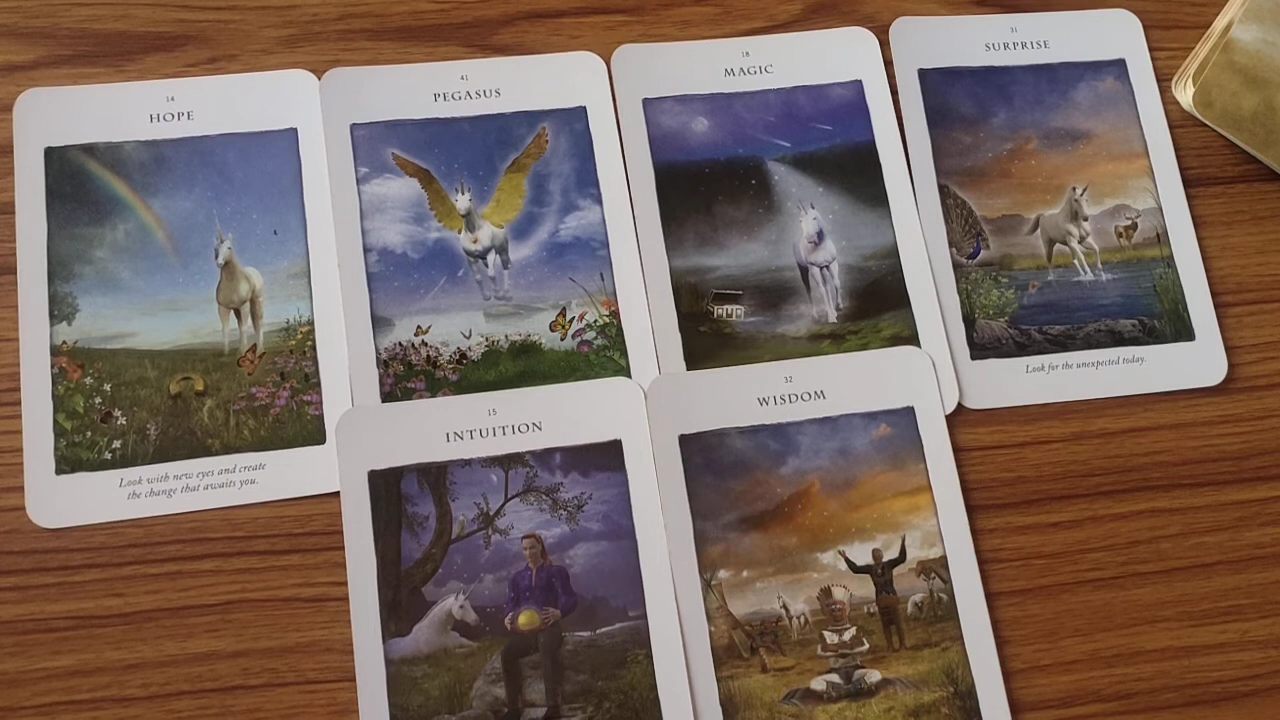 14
HOPE
Look with new eyes and create
the change that awaits you.
41
PEGASUS
18
MAGIC
31
SURPRISE
Look for the unexpected today.
15
INTUITION
32
WISDOM